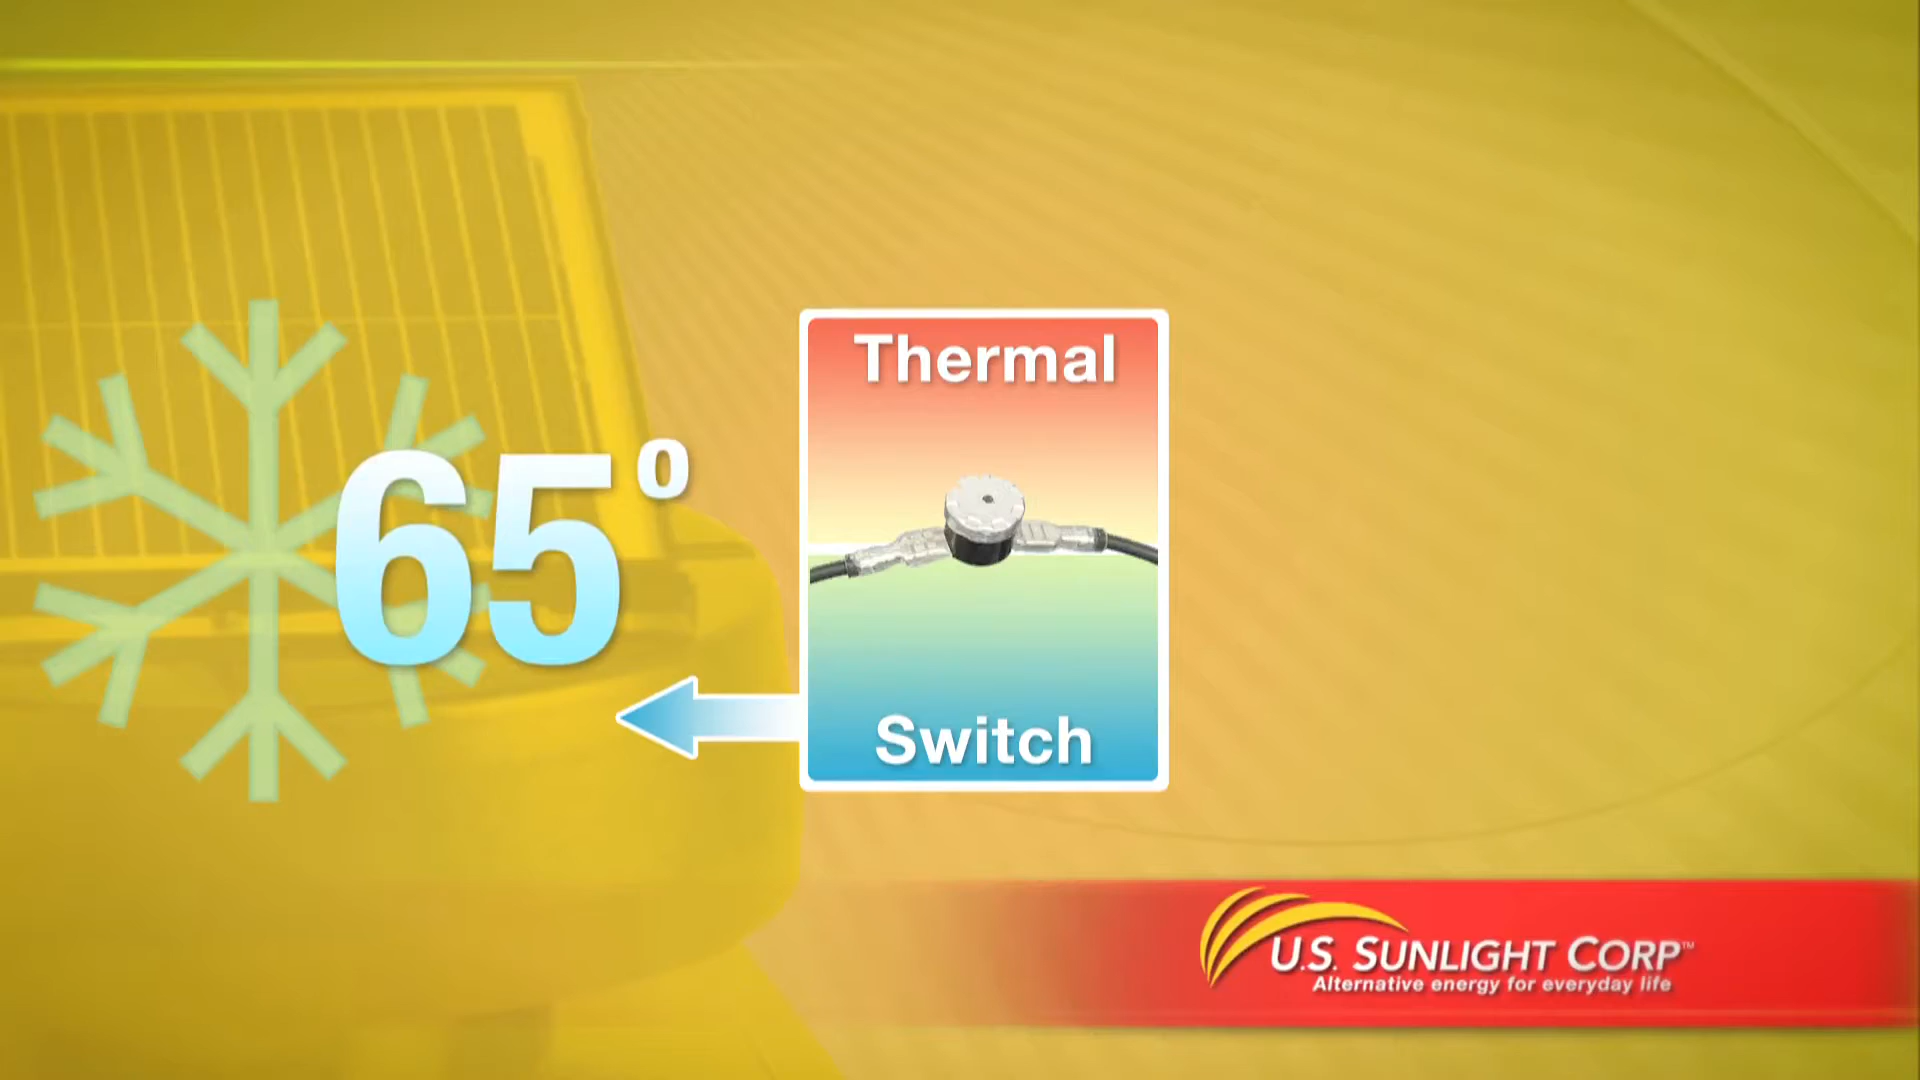 Thermal
65°
Switch
U.S. SUNLIGHT CORP™
Alternative energy for everyday life